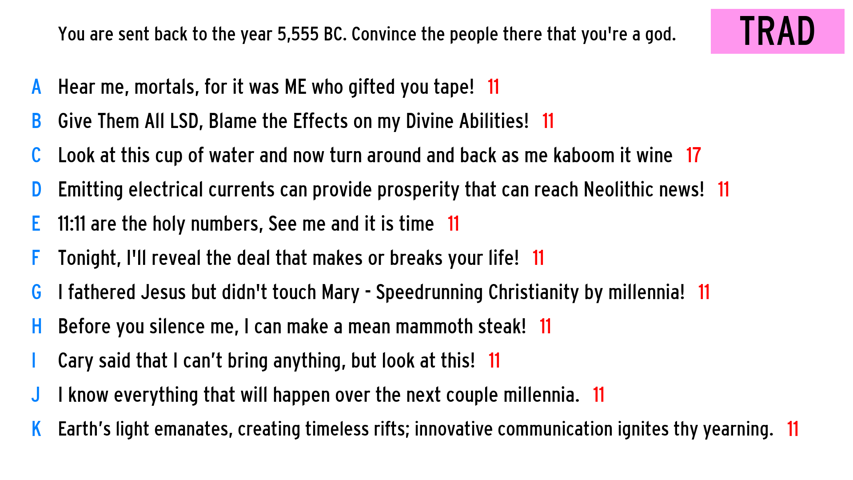 You are sent back to the year 5,555 BC. Convince the people there that you're a god.
TRAD
A Hear me, mortals, for it was ME who gifted you tape! 11
B Give Them All LSD, Blame the Effects on my Divine Abilities! 11
C Look at this cup of water and now turn around and back as me kaboom it wine 17
D Emitting electrical currents can provide prosperity that can reach Neolithic news! 11
E 11:11 are the holy numbers, See me and it is time 11
F Tonight, I'll reveal the deal that makes or breaks your life! 11
G I fathered Jesus but didn't touch Mary - Speedrunning Christianity by millennia! 11
H Before you silence me, I can make a mean mammoth steak! 11
I Cary said that I can’t bring anything, but look at this! 11
J I know everything that will happen over the next couple millennia. 11
K Earth’s light emanates, creating timeless rifts; innovative communication ignites thy yearning. 11